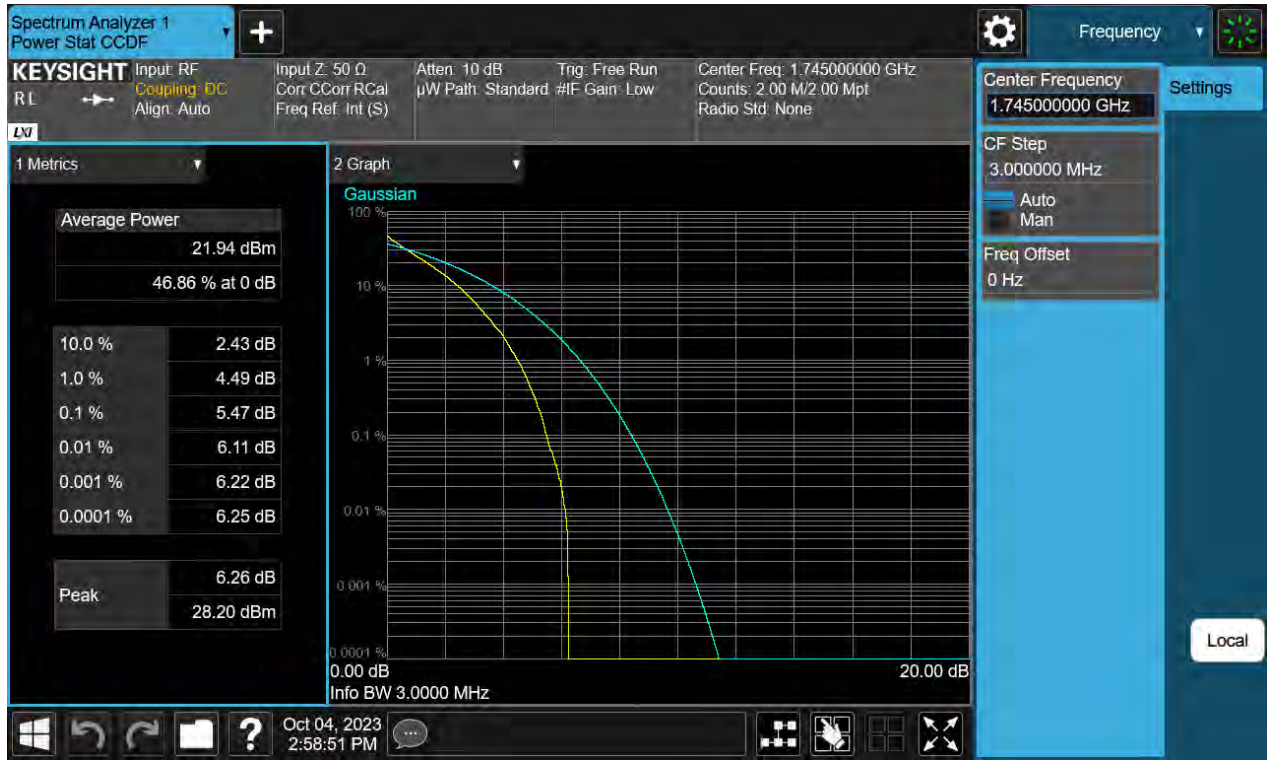 Spectrum Analyzer 1
Power Stat CCDF
Frequency
KEYSIGHT
RL
LXI
Input: RF
Coupling: DC
Align: Auto
Input Z: 50 Ω
Corr CCorr RCal
Freq Ref: Int (S)
Atten: 10 dB
µW Path: Standard
Trig: Free Run
#IF Gain: Low
Center Freq: 1.745000000 GHz
Counts: 2.00 M/2.00 Mpt
Radio Std: None
Center Frequency
1.745000000 GHz
Settings
CF Step
3.000000 MHz
Auto
Man
Freq Offset
0 Hz
1 Metrics
Average Power
21.94 dBm
46.86 % at 0 dB
10.0 % 2.43 dB
1.0 % 4.49 dB
0.1 % 5.47 dB
0.01 % 6.11 dB
0.001 % 6.22 dB
0.0001 % 6.25 dB
Peak
6.26 dB
28.20 dBm
2 Graph
Gaussian
100 %
10 %
1 %
0.1 %
0.01 %
0.001 %
0.0001 %
0.00 dB 20.00 dB
Info BW 3.0000 MHz
Local
?
Oct 04, 2023
2:58:51 PM